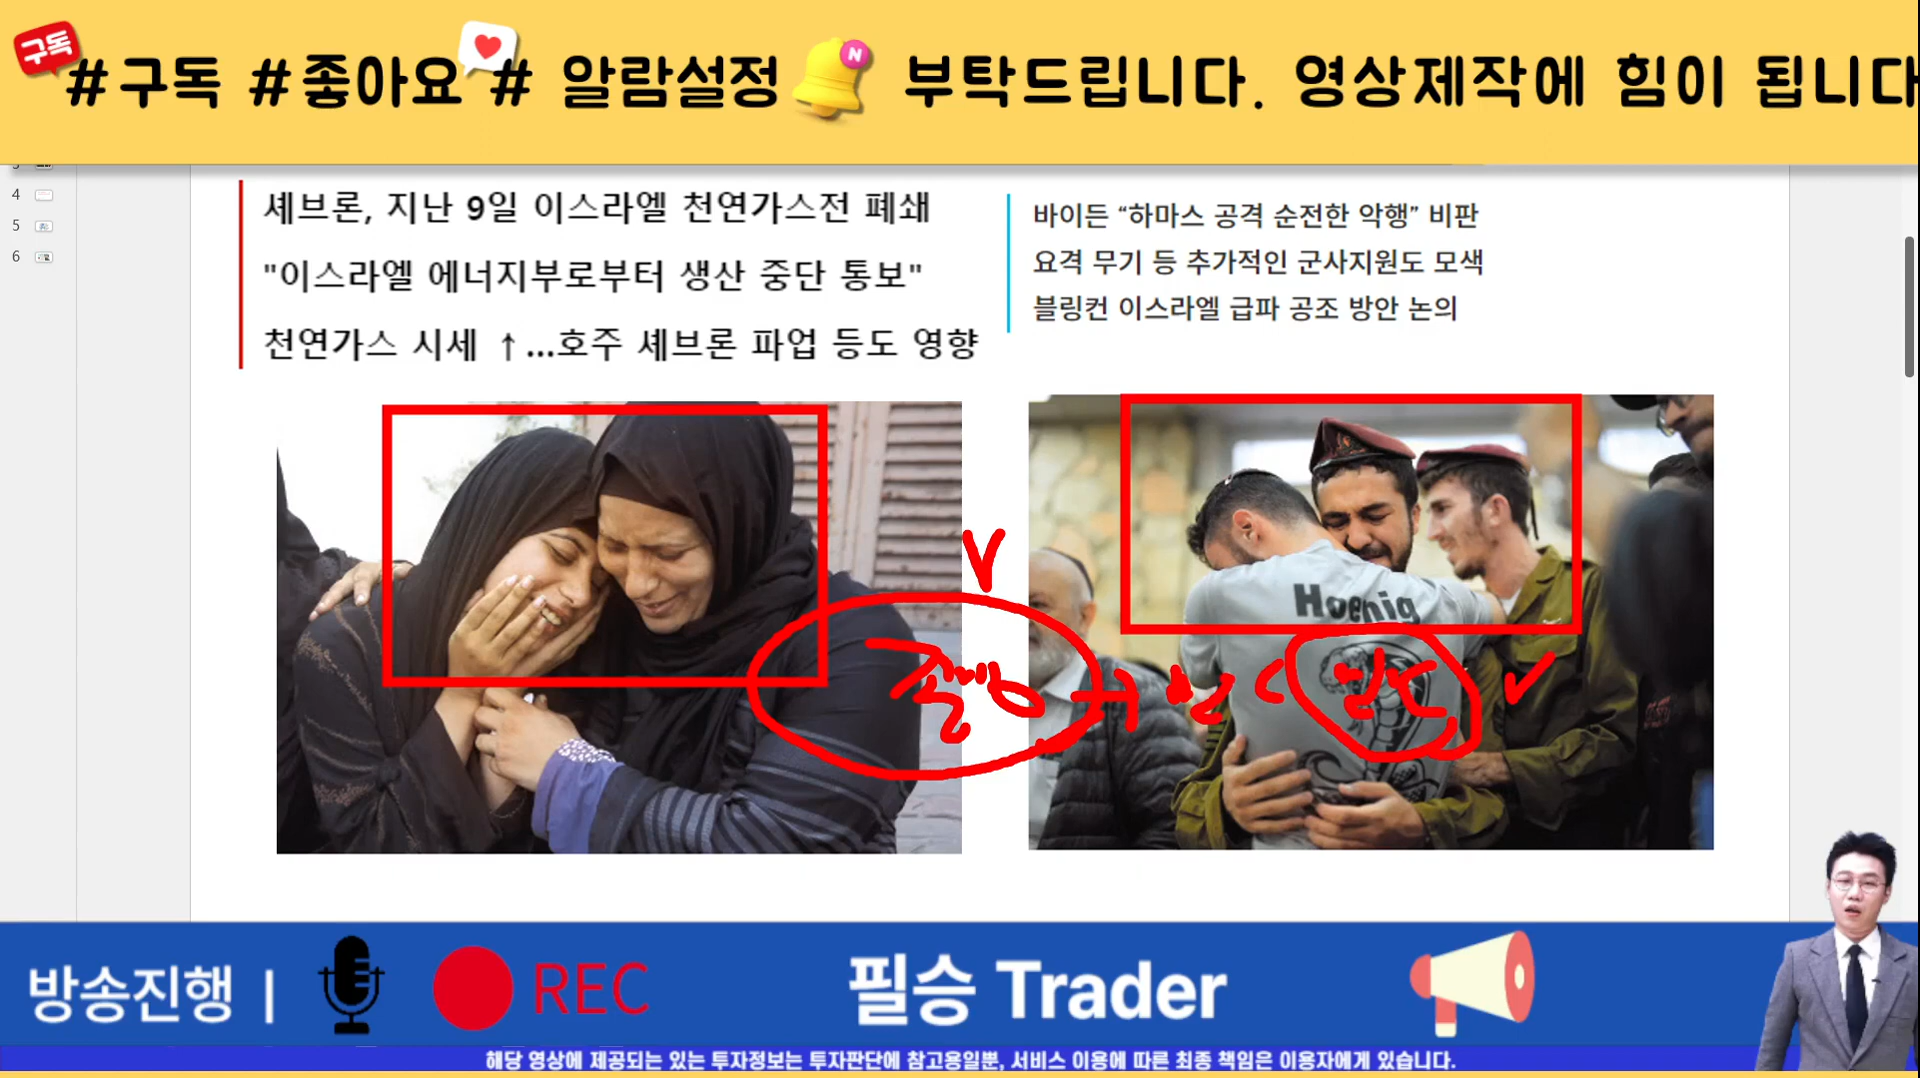 구독
#구독 #좋아요 # 알람설정 N 부탁드립니다. 영상제작에 힘이 됩니다
4
5
6
셰브론, 지난 9일 이스라엘 천연가스전 폐쇄
"이스라엘 에너지부로부터 생산 중단 통보"
천연가스 시세 ↑...호주 셰브론 파업 등도 영향
바이든 “하마스 공격 순전한 악행” 비판
요격 무기 등 추가적인 군사지원도 모색
블링컨 이스라엘 급파 공조 방안 논의
Hoenig
방송진행 |
REC
필승 Trader
해당 영상에 제공되는 있는 투자정보는 투자판단에 참고용일뿐, 서비스 이용에 따른 최종 책임은 이용자에게 있습니다.